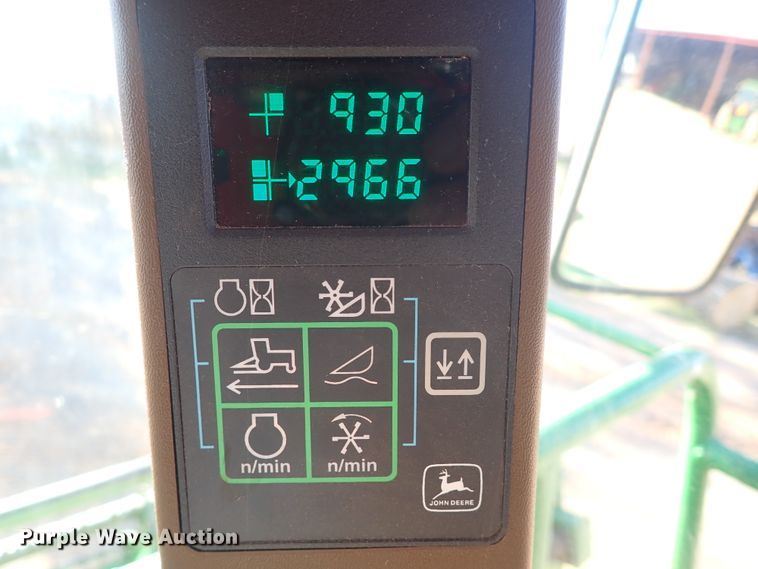 930
2966
n/min
n/min
JOHN DEERE
Purple Wave Auction